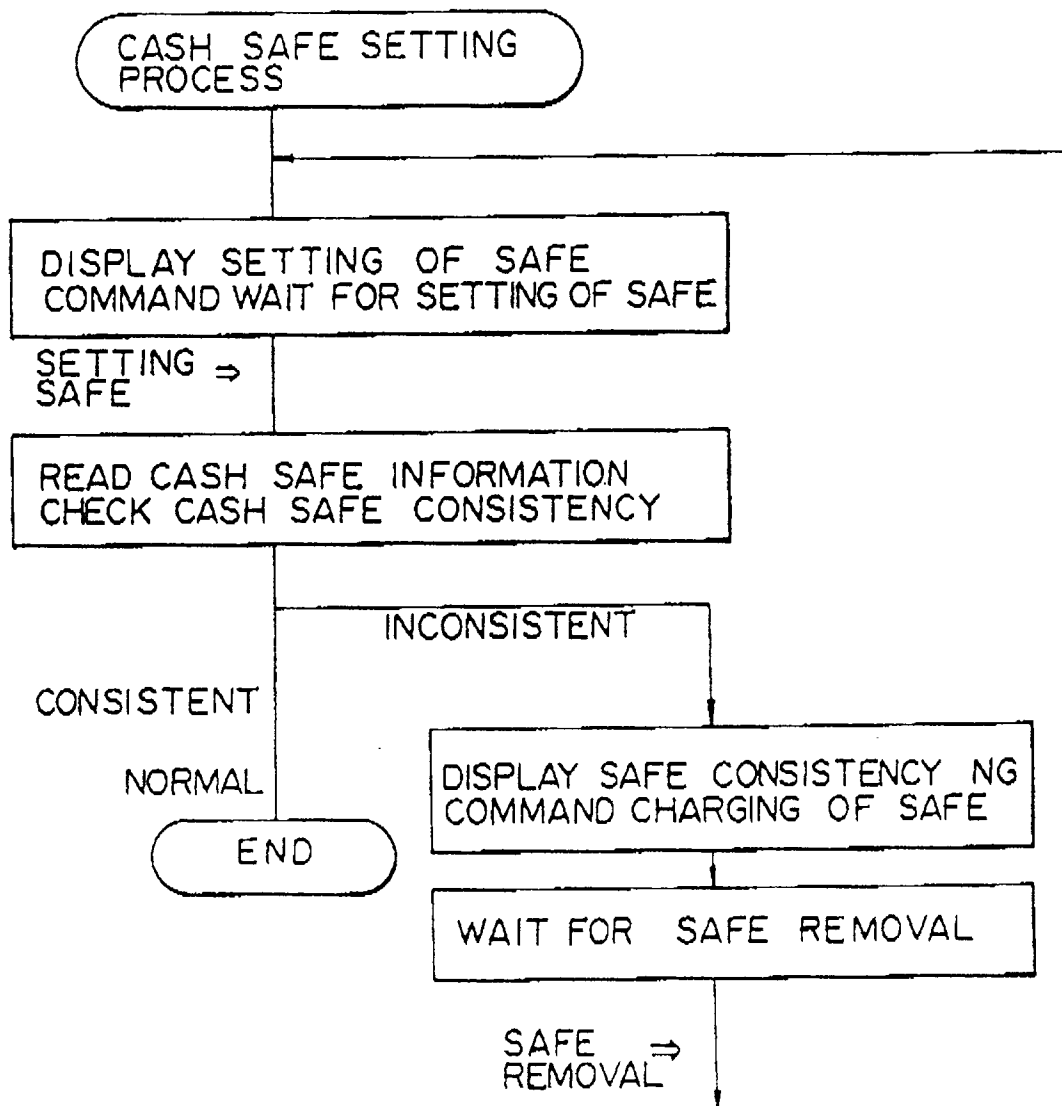 CASH SAFE SETTING
PROCESS
DISPLAY SETTING OF SAFE
COMMAND WAIT FOR SETTING OF SAFE
SETTING ⇒
SAFE
READ CASH SAFE INFORMATION
CHECK CASH SAFE CONSISTENCY
INCONSISTENT
CONSISTENT
NORMAL
END
DISPLAY SAFE CONSISTENCY NG
COMMAND CHARGING OF SAFE
WAIT FOR SAFE REMOVAL
SAFE ⇒
REMOVAL